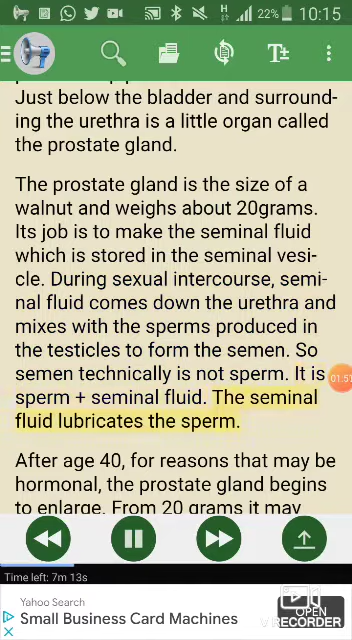 22% 10:15
T±
Just below the bladder and surround-
ing the urethra is a little organ called
the prostate gland.
The prostate gland is the size of a
walnut and weighs about 20grams.
Its job is to make the seminal fluid
which is stored in the seminal vesi-
cle. During sexual intercourse, semi-
nal fluid comes down the urethra and
mixes with the sperms produced in
the testicles to form the semen. So
semen technically is not sperm. It is
sperm + seminal fluid. The seminal
fluid lubricates the sperm.
01:51
After age 40, for reasons that may be
hormonal, the prostate gland begins
to enlarge. From 20 grams it may
Time left: 7m 13s
Yahoo Search
Small Business Card Machines
OPEN
RECORDER